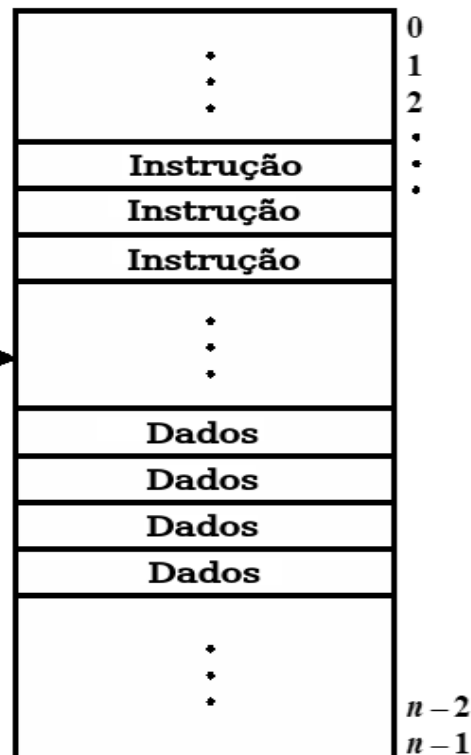 0
1
2
Instrução
Instrução
Instrução
Dados
Dados
Dados
Dados
n – 2
n – 1